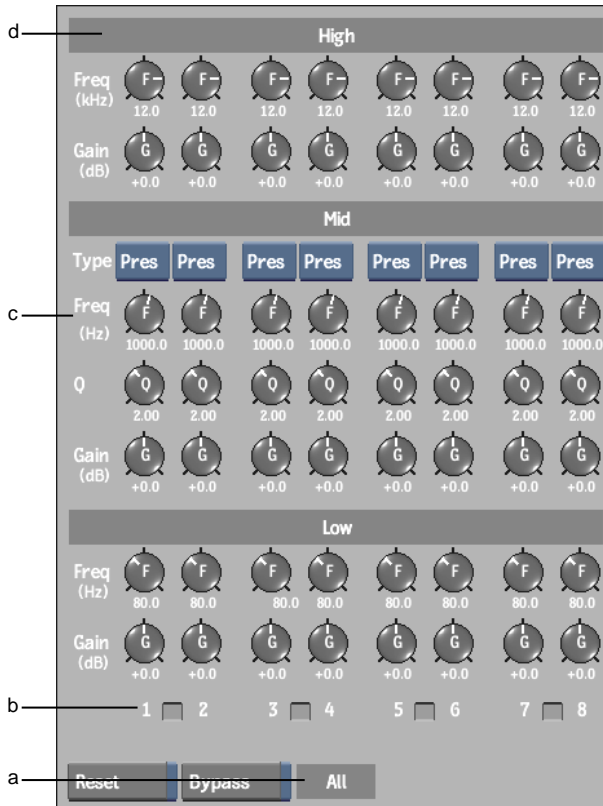 d
High
Freq (kHz) F F F F F F F F
12.0 12.0 12.0 12.0 12.0 12.0 12.0 12.0
Gain (dB) G G G G G G G G
+0.0 +0.0 +0.0 +0.0 +0.0 +0.0 +0.0 +0.0
Mid
Type Pres Pres Pres Pres Pres Pres Pres Pres
c
Freq (Hz) F F F F F F F F
1000.0 1000.0 1000.0 1000.0 1000.0 1000.0 1000.0 1000.0
Q Q Q Q Q Q Q Q Q
2.00 2.00 2.00 2.00 2.00 2.00 2.00 2.00
Gain (dB) G G G G G G G G
+0.0 +0.0 +0.0 +0.0 +0.0 +0.0 +0.0 +0.0
Low
Freq (Hz) F F F F F F F F
80.0 80.0 80.0 80.0 80.0 80.0 80.0 80.0
Gain (dB) G G G G G G G G
+0.0 +0.0 +0.0 +0.0 +0.0 +0.0 +0.0 +0.0
b 1 2 3 4 5 6 7 8
a Reset Bypass All